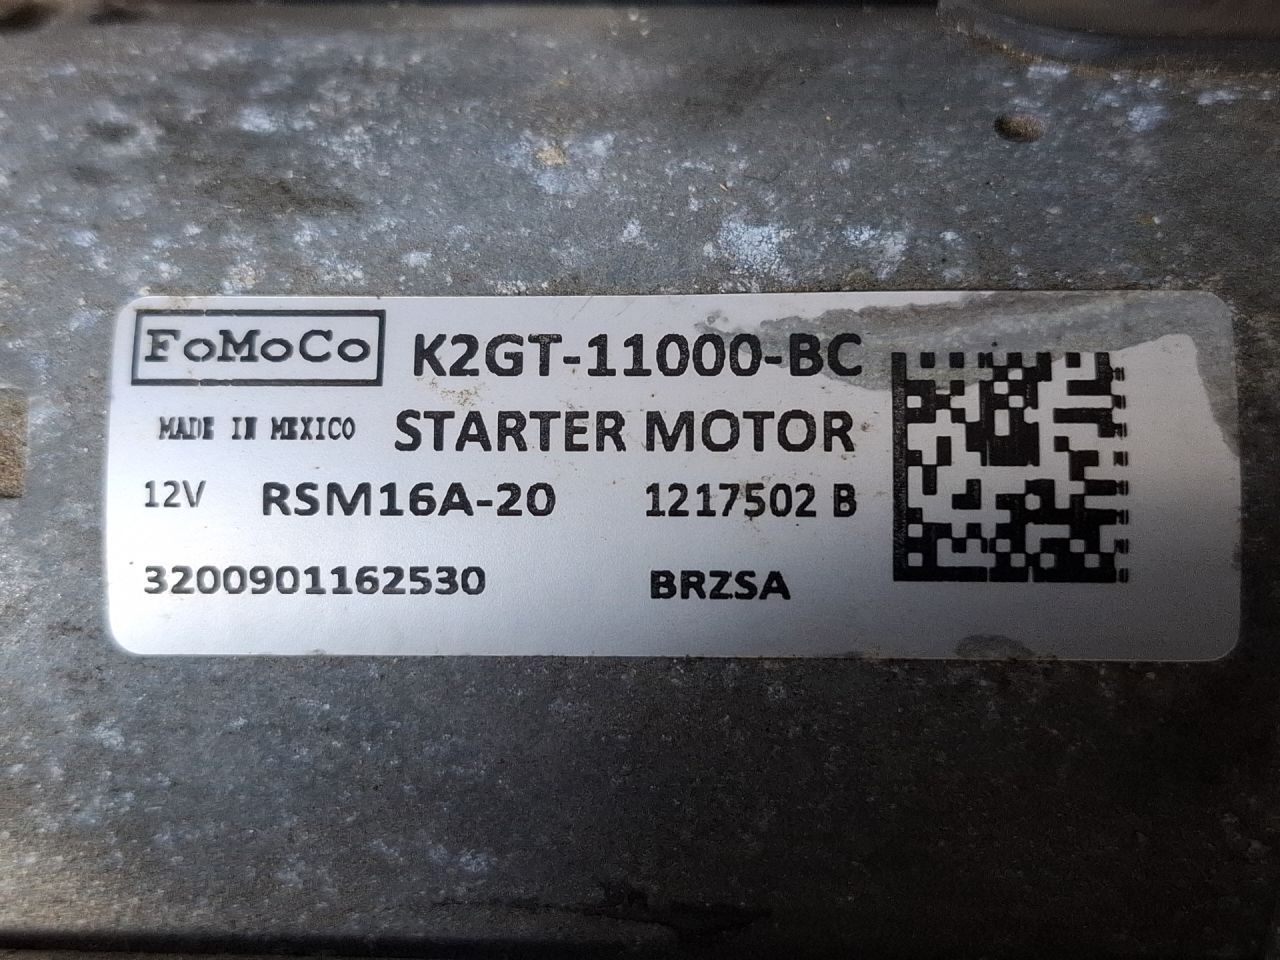 FoMoCo K2GT-11000-BC
MADE IN MEXICO STARTER MOTOR
12V RSM16A-20 1217502 B
3200901162530 BRZSA